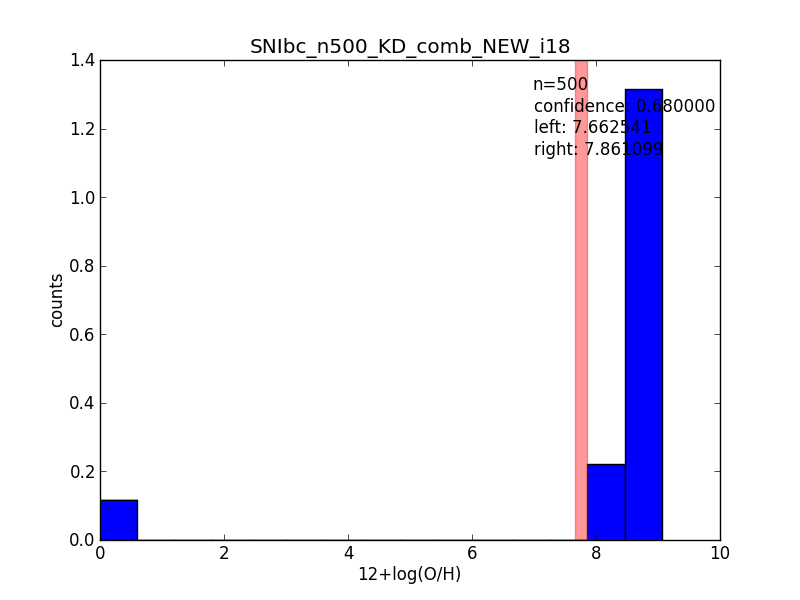 SNIbc_n500_KD_comb_NEW_i18
n=500
confidence: 0.680000
left: 7.662541
right: 7.861099
1.4
1.2
1.0
0.8
0.6
0.4
0.2
0.0
counts
0 2 4 6 8 10
12+log(O/H)